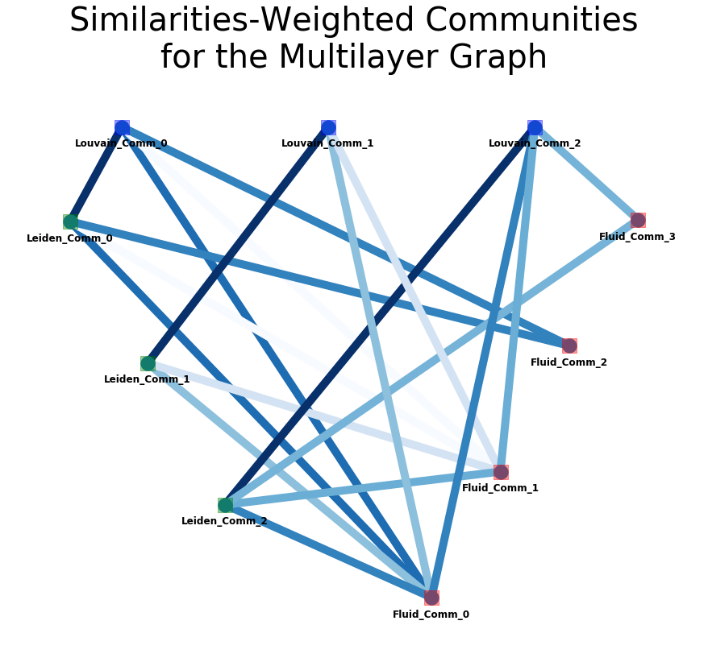 Similarities-Weighted Communities
for the Multilayer Graph
Louvain_Comm_0
Louvain_Comm_1
Louvain_Comm_2
Leiden_Comm_0
Fluid_Comm_3
Fluid_Comm_2
Leiden_Comm_1
Fluid_Comm_1
Leiden_Comm_2
Fluid_Comm_0